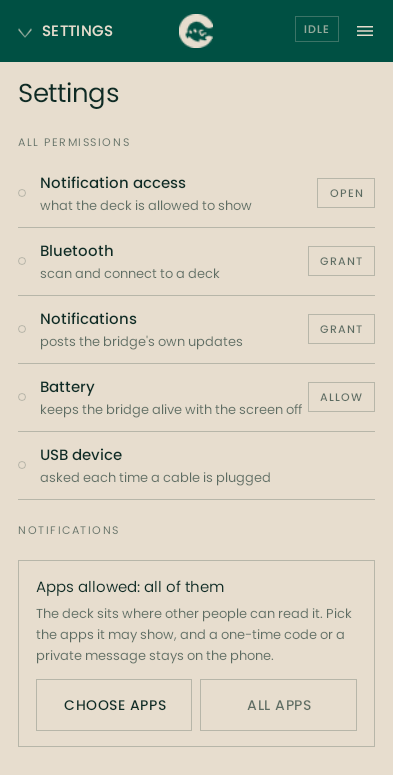 SETTINGS
IDLE
Settings
ALL PERMISSIONS
Notification access
what the deck is allowed to show
OPEN
Bluetooth
scan and connect to a deck
GRANT
Notifications
posts the bridge's own updates
GRANT
Battery
keeps the bridge alive with the screen off
ALLOW
USB device
asked each time a cable is plugged
NOTIFICATIONS
Apps allowed: all of them
The deck sits where other people can read it. Pick
the apps it may show, and a one-time code or a
private message stays on the phone.
CHOOSE APPS
ALL APPS